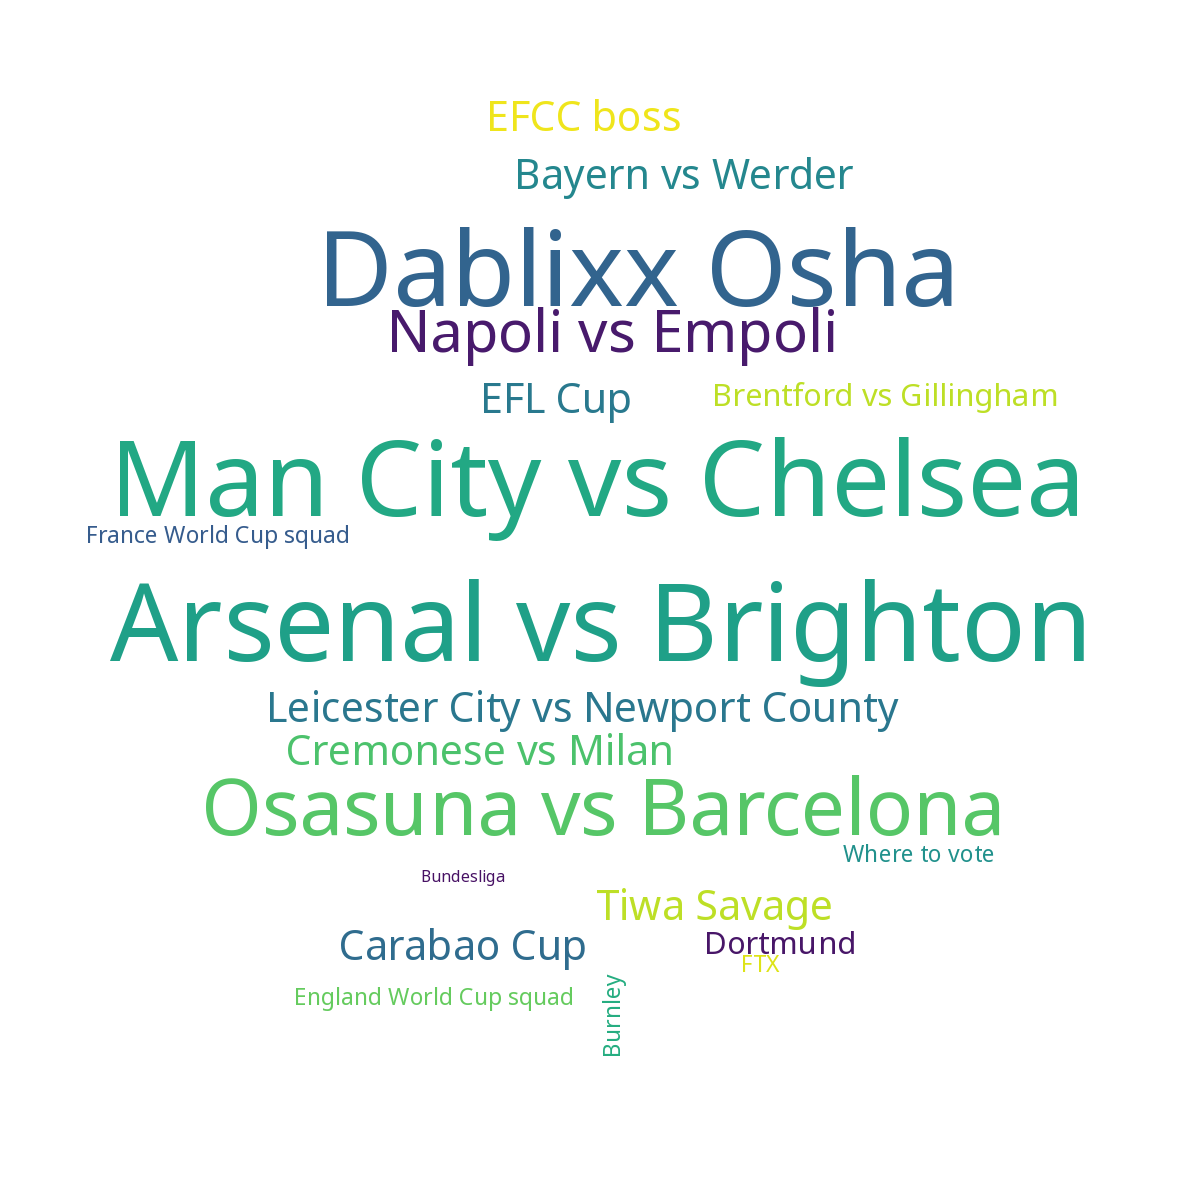 EFCC boss
Bayern vs Werder
Dablixx Osha
Napoli vs Empoli
EFL Cup
Brentford vs Gillingham
Man City vs Chelsea
France World Cup squad
Arsenal vs Brighton
Leicester City vs Newport County
Cremonese vs Milan
Osasuna vs Barcelona
Where to vote
Bundesliga
Tiwa Savage
Carabao Cup
Dortmund
FTX
England World Cup squad
Burnley